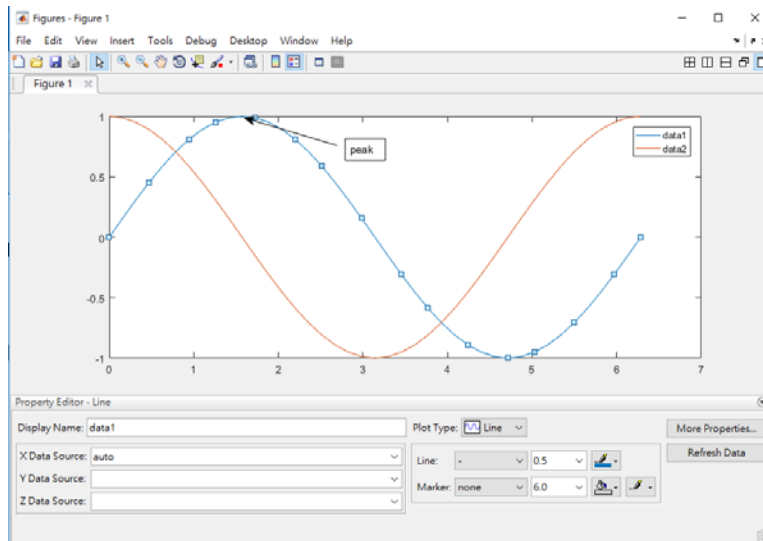 Figures - Figure 1
File Edit View Insert Tools Debug Desktop Window Help
Figure 1
1
0.5
0
-0.5
-1
0 1 2 3 4 5 6 7
peak
data1
data2
Property Editor - Line
Display Name: data1
X Data Source: auto
Y Data Source:
Z Data Source:
Plot Type: Line
Line: - 0.5
Marker: none 6.0
More Properties...
Refresh Data